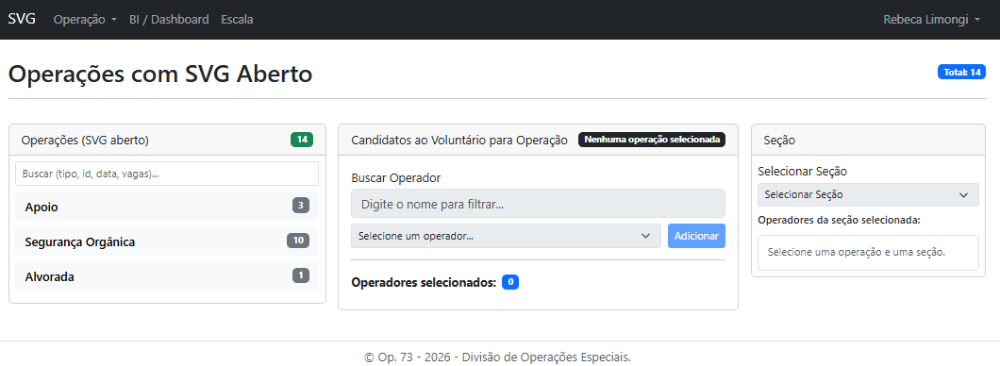 SVG Operação BI / Dashboard Escala Rebeca Limongi
Operações com SVG Aberto Total: 14
Operações (SVG aberto) 14
Buscar (tipo, id, data, vagas)...
Apoio 3
Segurança Orgânica 10
Alvorada 1
Candidatos ao Voluntário para Operação Nenhuma operação selecionada
Buscar Operador
Digite o nome para filtrar...
Selecione um operador... Adicionar
Operadores selecionados: 0
Seção
Selecionar Seção
Selecionar Seção
Operadores da seção selecionada:
Selecione uma operação e uma seção.
© Op. 73 - 2026 - Divisão de Operações Especiais.